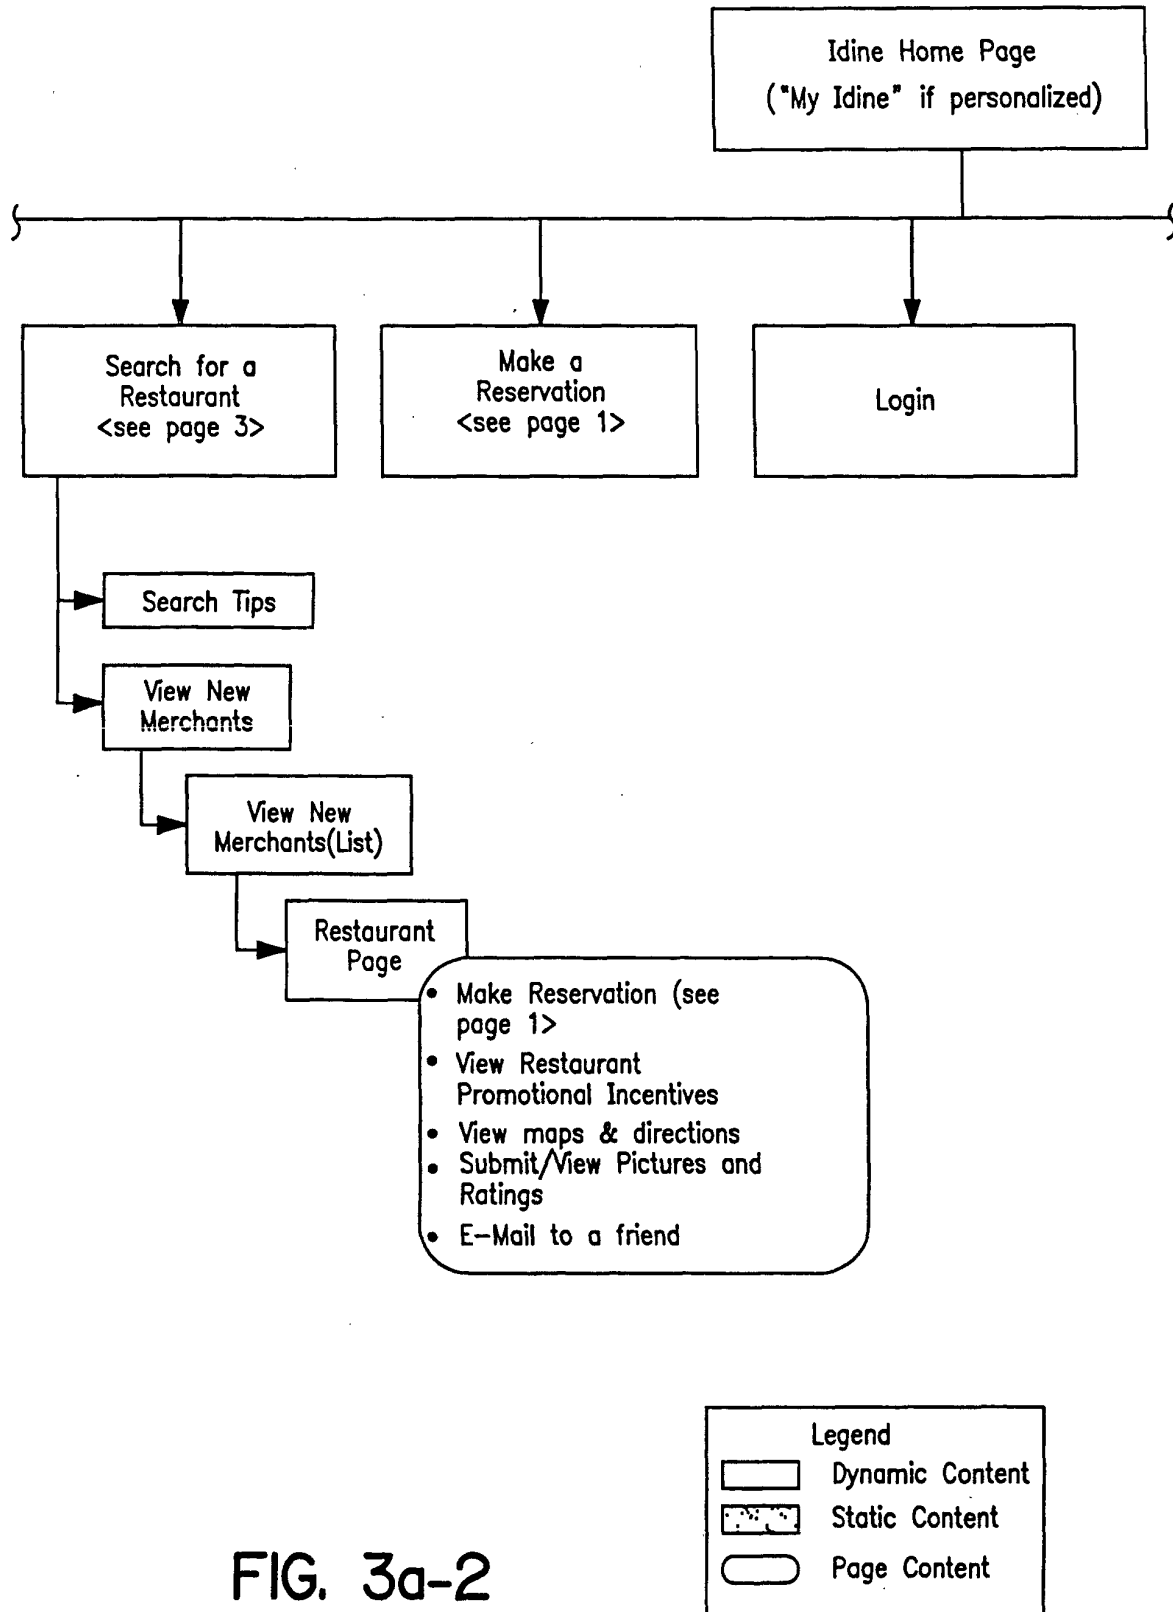 Idine Home Page
("My Idine" if personalized)
Search for a
Restaurant
<see page 3>
Make a
Reservation
<see page 1>
Login
Search Tips
View New
Merchants
View New
Merchants(List)
Restaurant
Page
• Make Reservation (see
page 1>
• View Restaurant
Promotional Incentives
• View maps & directions
• Submit/View Pictures and
Ratings
• E-Mail to a friend
Legend
Dynamic Content
Static Content
Page Content
FIG. 3a-2